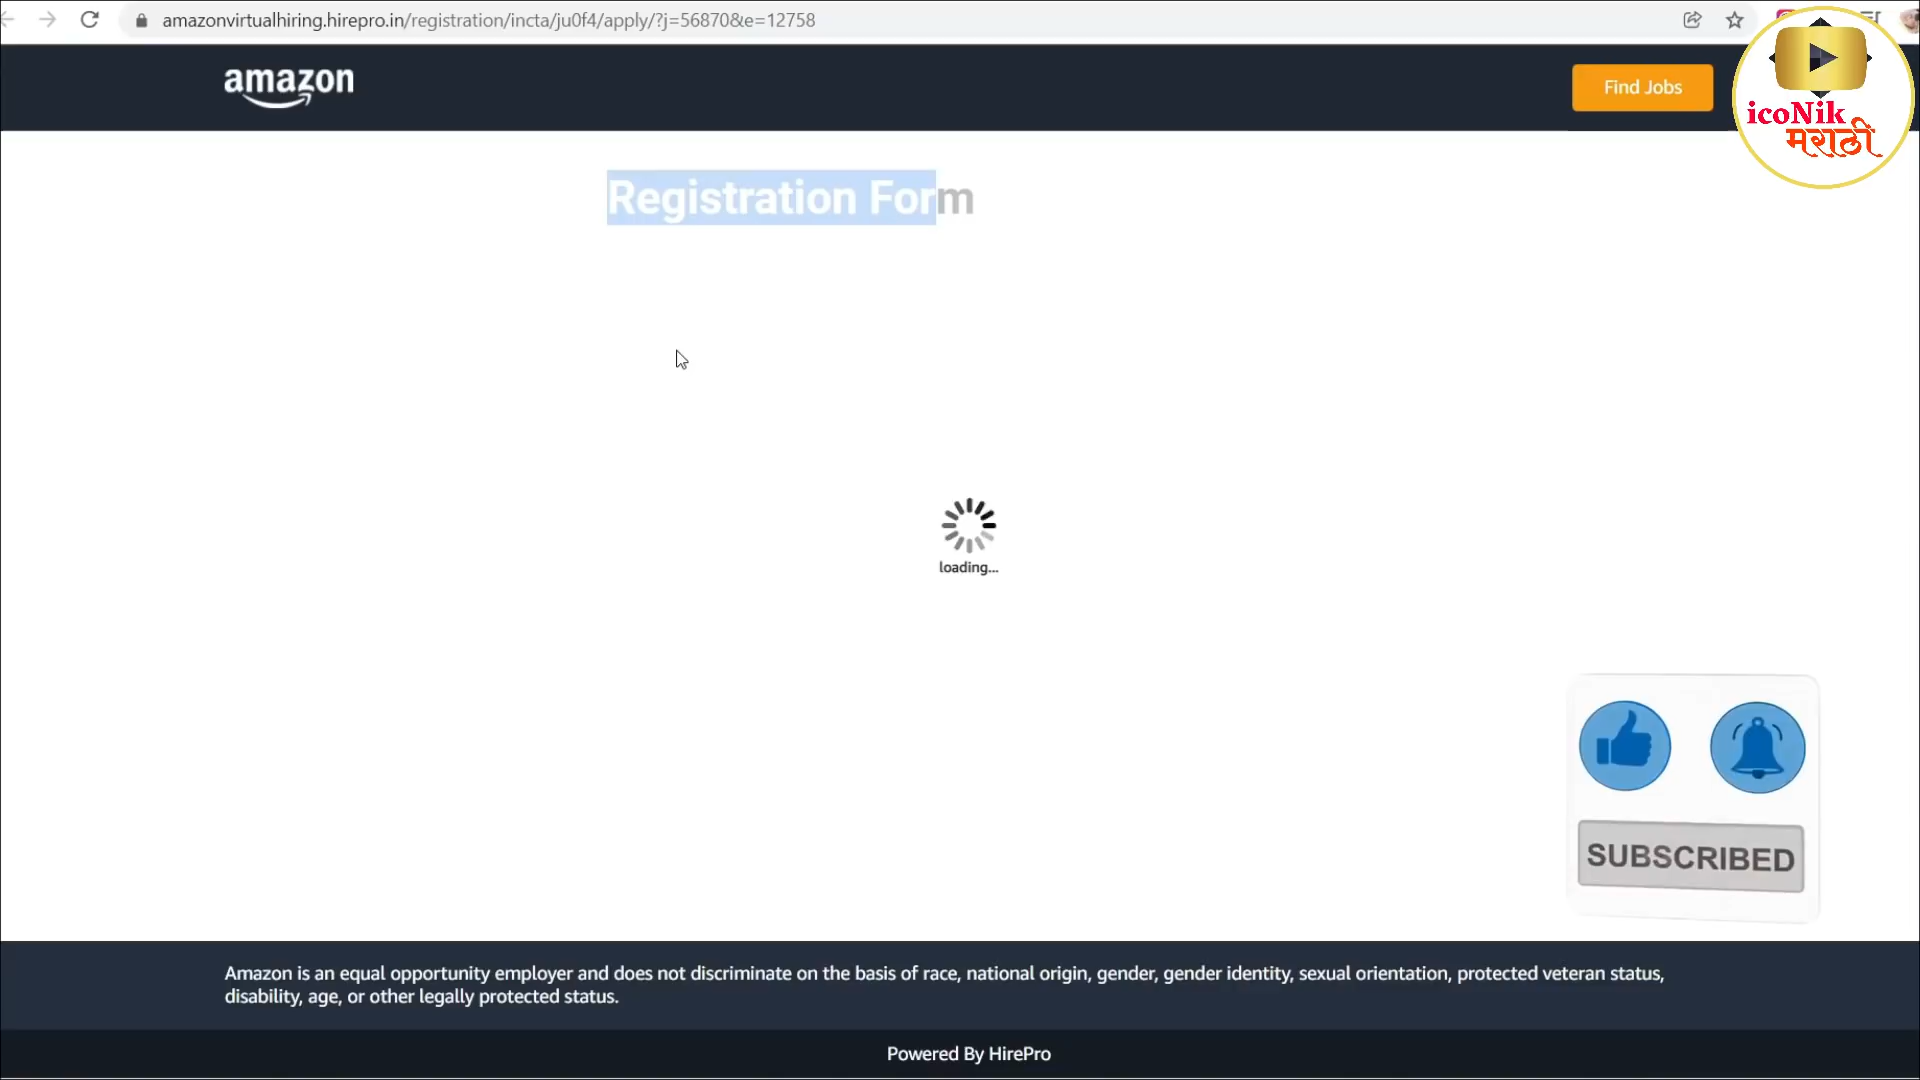 amazonvirtualhiring.hirepro.in/registration/incta/ju0f4/apply/?j=56870&e=12758
amazon
Find Jobs
icoNik
मराठी
Registration Form
loading...
SUBSCRIBED
Amazon is an equal opportunity employer and does not discriminate on the basis of race, national origin, gender, gender identity, sexual orientation, protected veteran status,
disability, age, or other legally protected status.
Powered By HirePro